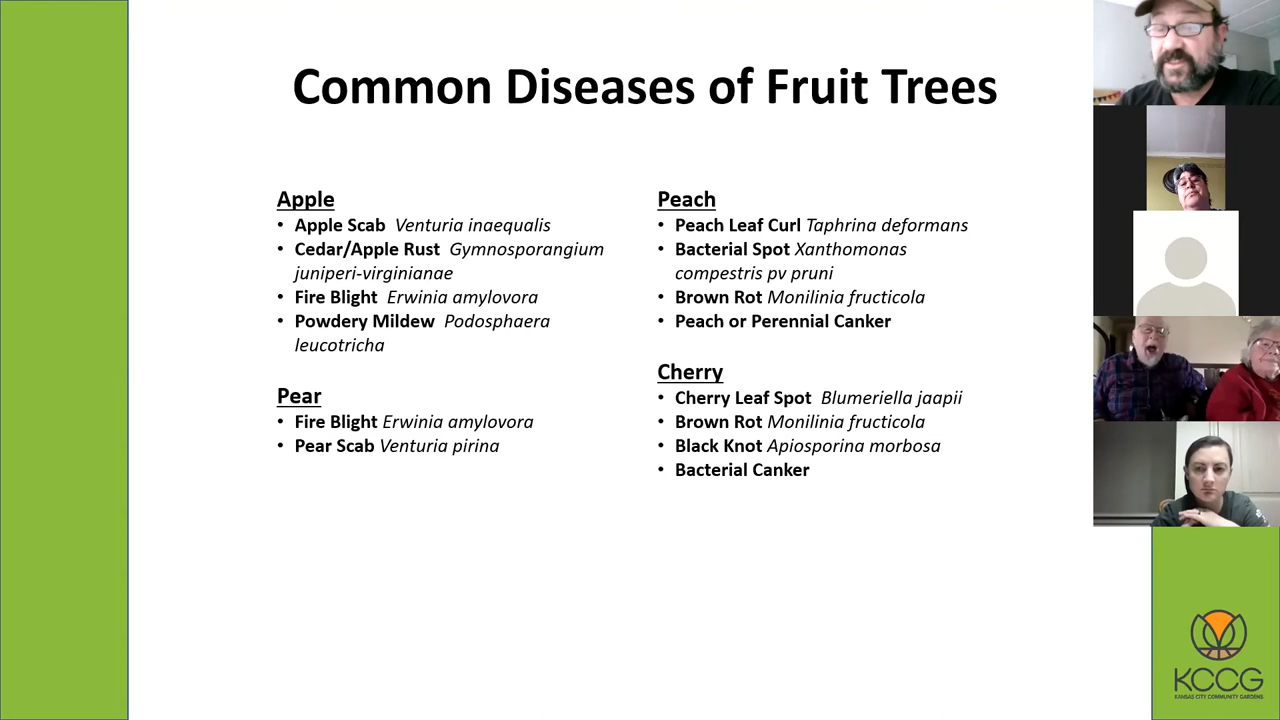 Common Diseases of Fruit Trees
Apple
• Apple Scab Venturia inaequalis
• Cedar/Apple Rust Gymnosporangium
juniperi-virginianae
• Fire Blight Erwinia amylovora
• Powdery Mildew Podosphaera
leucotricha
Pear
• Fire Blight Erwinia amylovora
• Pear Scab Venturia pirina
Peach
• Peach Leaf Curl Taphrina deformans
• Bacterial Spot Xanthomonas
compestris pv pruni
• Brown Rot Monilinia fructicola
• Peach or Perennial Canker
Cherry
• Cherry Leaf Spot Blumeriella jaapii
• Brown Rot Monilinia fructicola
• Black Knot Apiosporina morbosa
• Bacterial Canker
KCCG
KANSAS CITY COMMUNITY GARDENS